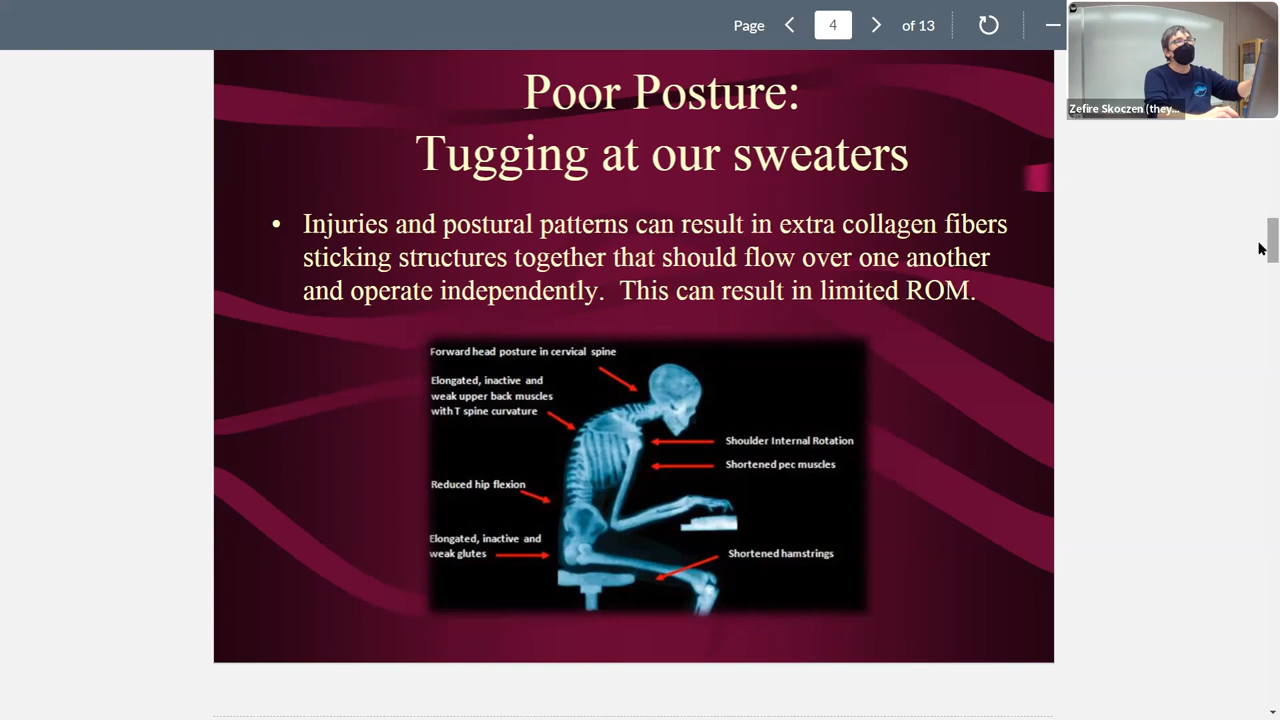 Page
4
of 13
Zefire Skoczen (they...
Poor Posture:
Tugging at our sweaters
• Injuries and postural patterns can result in extra collagen fibers
sticking structures together that should flow over one another
and operate independently.  This can result in limited ROM.
Forward head posture in cervical spine
Elongated, inactive and
weak upper back muscles
with T spine curvature
Shoulder Internal Rotation
Shortened pec muscles
Reduced hip flexion
Elongated, inactive and
weak glutes
Shortened hamstrings